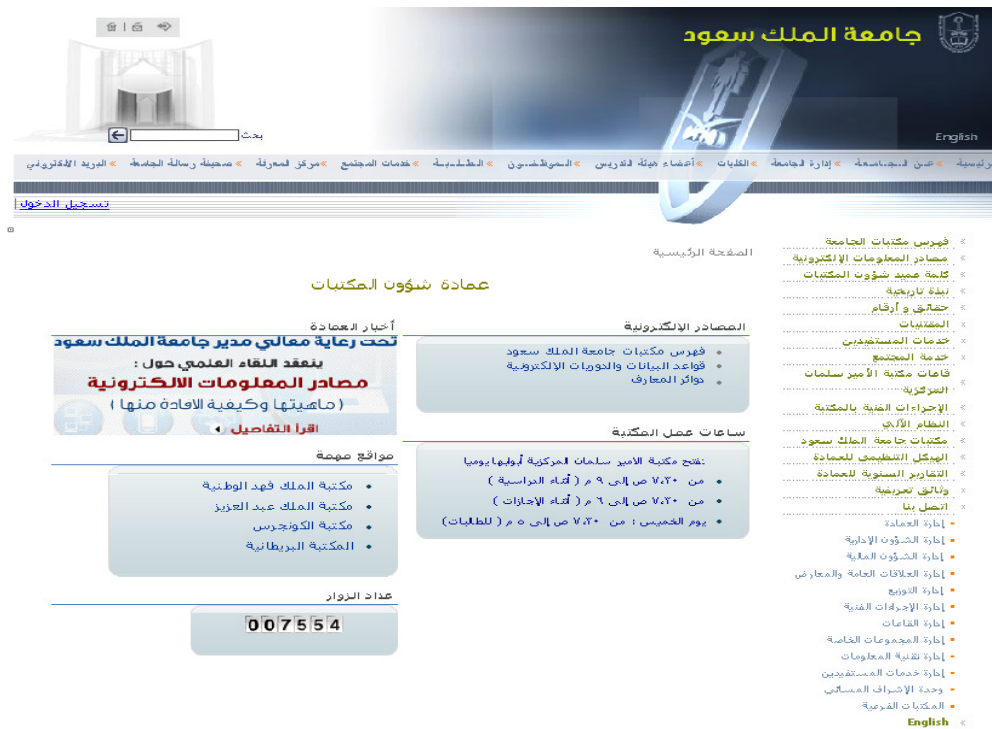 جامعة الملك سعود
English
بحث
الرئيسية » عـن الـجـامـعـة » إدارة الجامعة » الكليات » أعضاء هيئة التدريس » الـموظـفـون » الـطـلـبـة » خدمات المجتمع » مركز المعرفة » صحيفة رسالة الجامعة » البريد الالكتروني
تسجيل الدخول
فهرس مكتبات الجامعة
مصادر المعلومات الإلكترونية
كلمة عميد شؤون المكتبات
نبذة تاريخية
حقائق و أرقام
المقتنيات
خدمات المستفيدين
خدمة المجتمع
قاعات مكتبة الأمير سلمان
المركزية
الإجراءات الفنية بالمكتبة
النظام الآلي
مكتبات جامعة الملك سعود
الهيكل التنظيمي للعمادة
التقارير السنوية للعمادة
وثائق تعريفية
اتصل بنا
إدارة العمادة
إدارة الشؤون الإدارية
إدارة الشؤون المالية
إدارة العلاقات العامة والمعارض
إدارة التوزيع
إدارة الإجراءات الفنية
إدارة القاعات
إدارة المجموعات الخاصة
إدارة تقنية المعلومات
إدارة خدمات المستفيدين
وحدة الإشراف المسائي
المكتبات الفرعية
English
الصفحة الرئيسية
عمادة شؤون المكتبات
المصادر الإلكترونية
فهرس مكتبات جامعة الملك سعود
قواعد البيانات والدوريات الإلكترونية
دوائر المعارف
ساعات عمل المكتبة
تفتح مكتبة الامير سلمان المركزية أبوابها يوميا
من ٧،٣٠ ص إلى ٩ م ( أثناء الدراسية )
من ٧،٣٠ ص إلى ٦ م ( أثناء الإجازات )
يوم الخميس : من ٧،٣٠ ص إلى ٥ م ( للطالبات)
أخبار العمادة
تحت رعاية معالي مدير جامعة الملك سعود
ينعقد اللقاء العلمي حول :
مصادر المعلومات الالكترونية
( ماهيتها وكيفية الافادة منها )
اقرأ التفاصيل
مواقع مهمة
مكتبة الملك فهد الوطنية
مكتبة الملك عبد العزيز
مكتبة الكونجرس
المكتبة البريطانية
عداد الزوار
007554